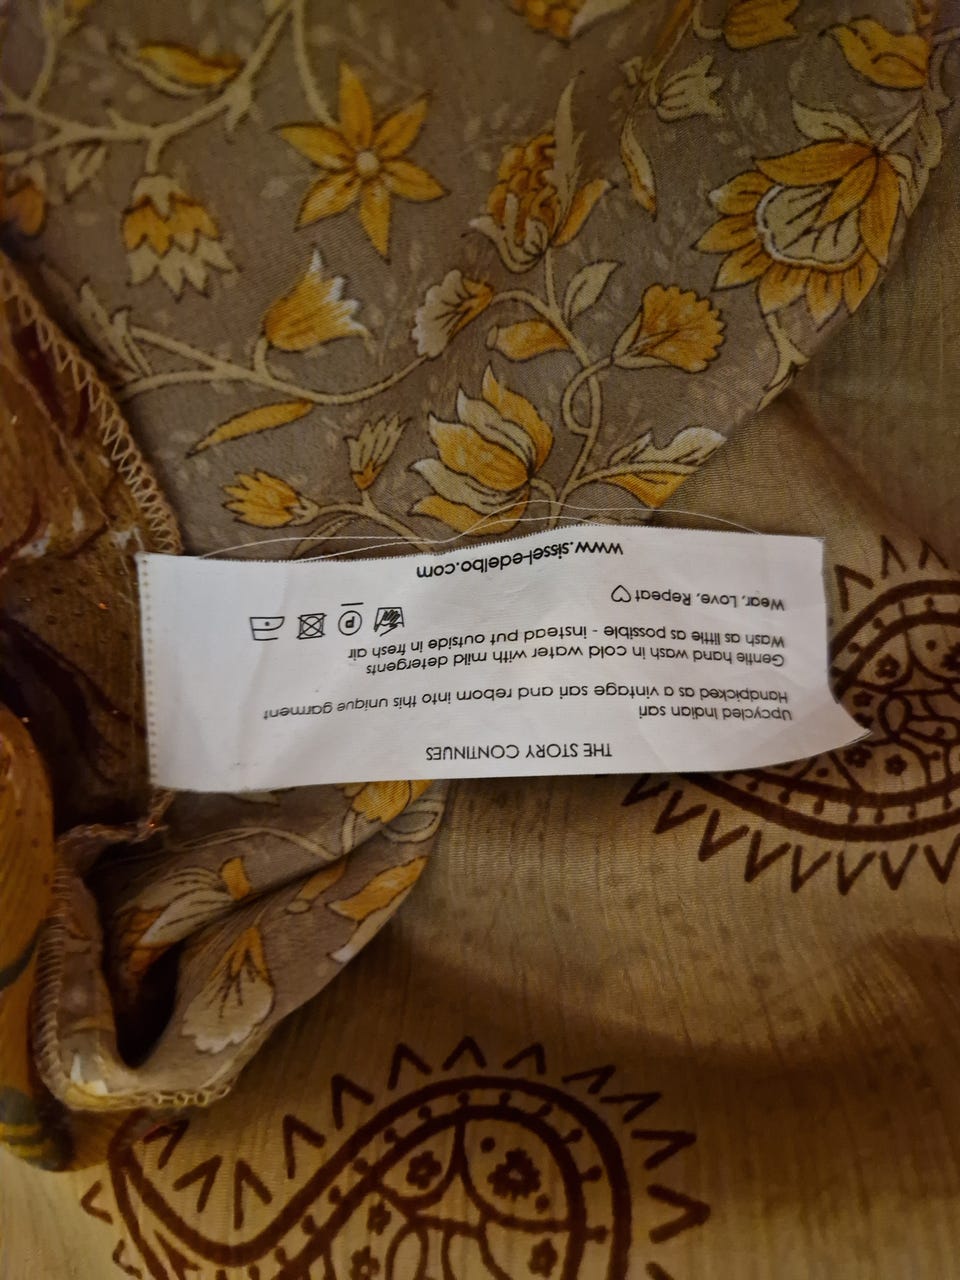 THE STORY CONTINUES
Upcycled Indian sari
Handpicked as a vintage sari and reborn into this unique garment
Gentle hand wash in cold water with mild detergents
Wash as little as possible - instead put outside in fresh air
P
Wear, Love, Repeat♡
www.sissel-edelbo.com